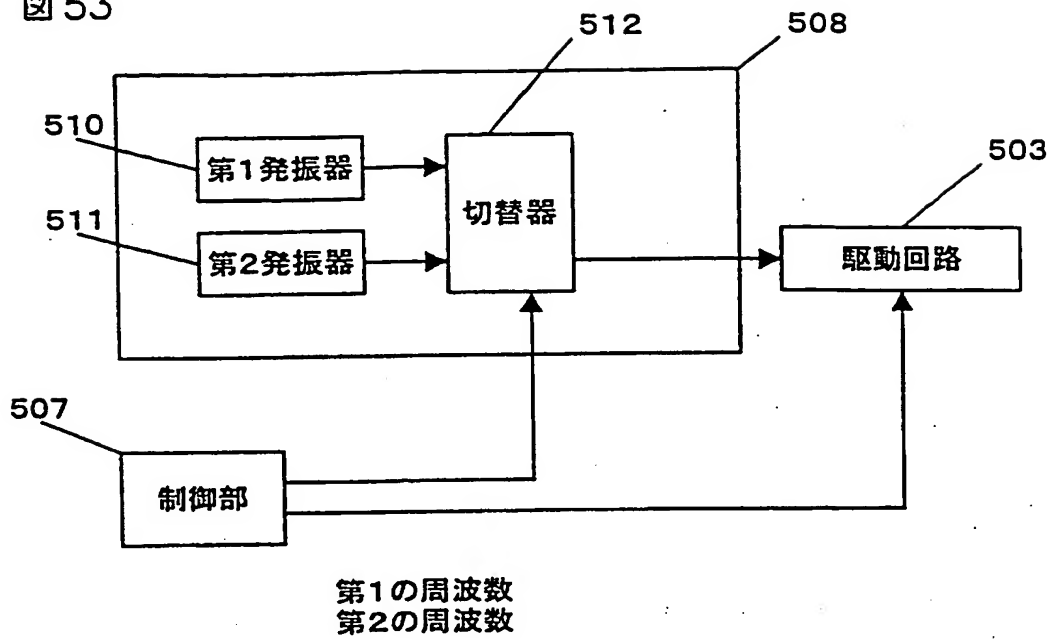 図53
512
508
510
第1発振器
切替器
503
511
第2発振器
駆動回路
507
制御部
第1の周波数
第2の周波数